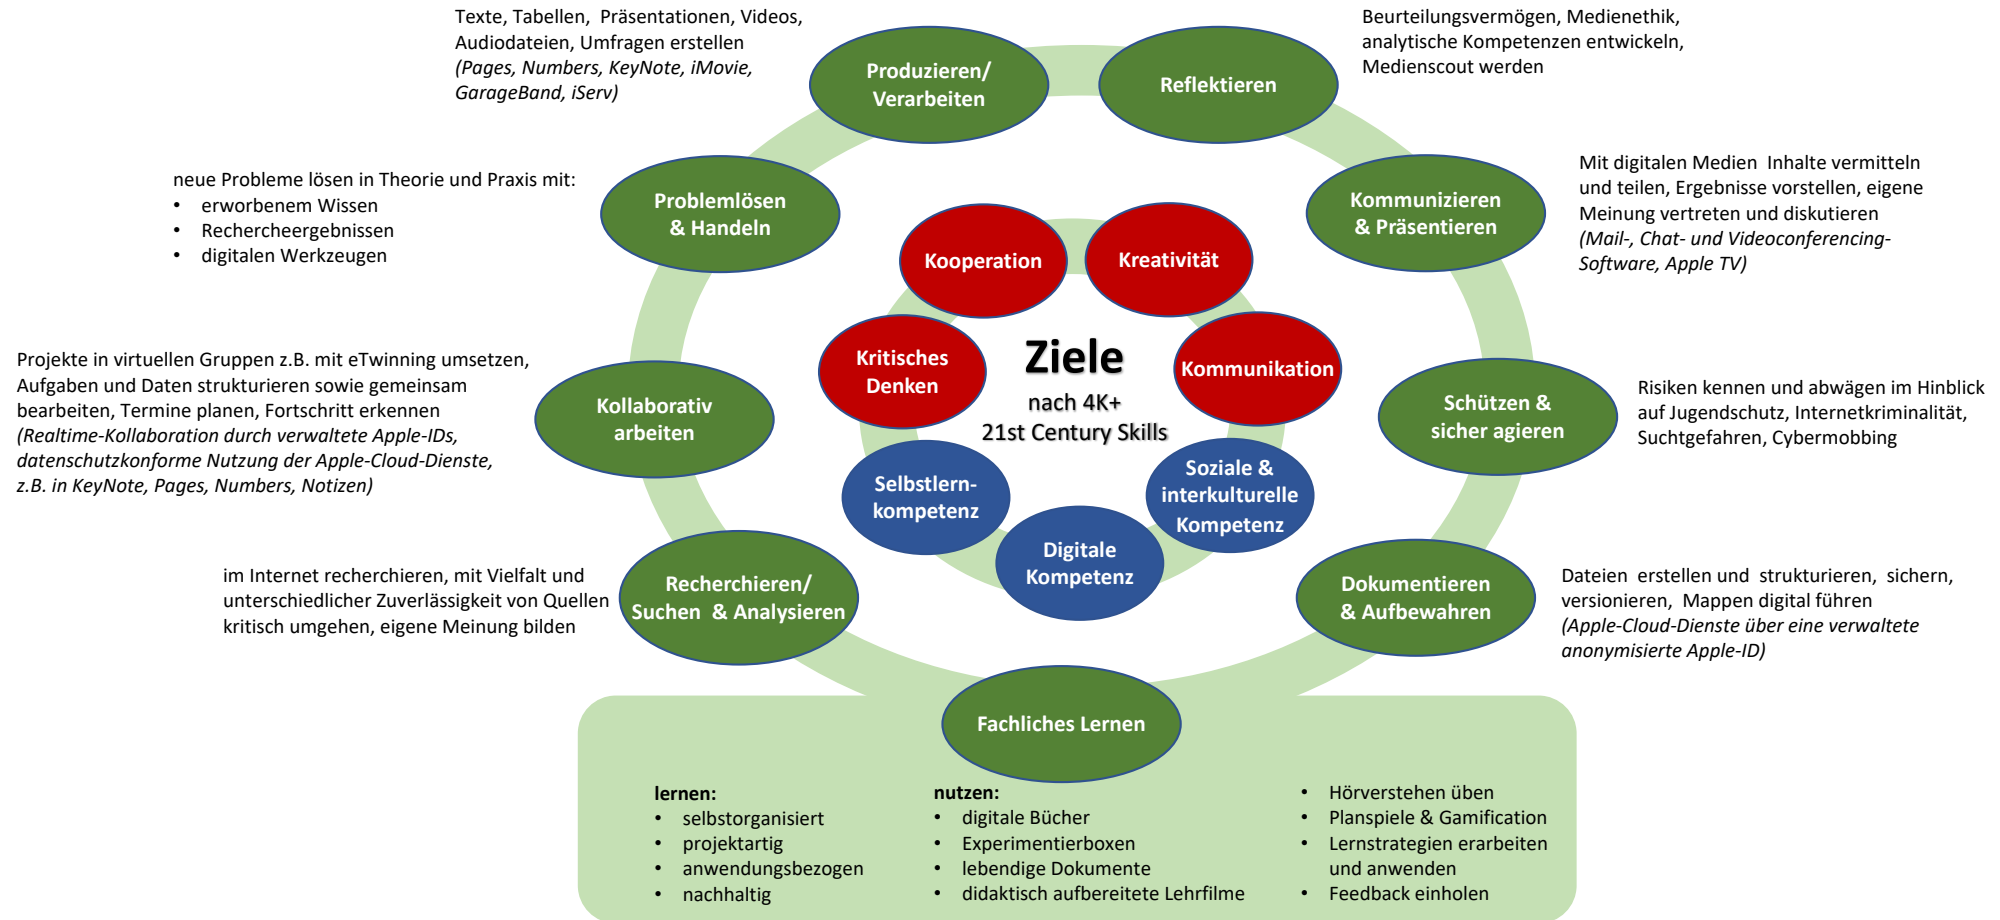 Texte, Tabellen, Präsentationen, Videos,
Audiodateien, Umfragen erstellen
(Pages, Numbers, KeyNote, iMovie,
GarageBand, iServ)
Produzieren/
Verarbeiten
Reflektieren
Beurteilungsvermögen, Medienethik,
analytische Kompetenzen entwickeln,
Medienscout werden
neue Probleme lösen in Theorie und Praxis mit:
• erworbenem Wissen
• Rechercheergebnissen
• digitalen Werkzeugen
Problemlösen
& Handeln
Kommunizieren
& Präsentieren
Mit digitalen Medien Inhalte vermitteln
und teilen, Ergebnisse vorstellen, eigene
Meinung vertreten und diskutieren
(Mail-, Chat- und Videoconferencing-
Software, Apple TV)
Kooperation
Kreativität
Kritisches
Denken
Ziele
nach 4K+
21st Century Skills
Kommunikation
Projekte in virtuellen Gruppen z.B. mit eTwinning umsetzen,
Aufgaben und Daten strukturieren sowie gemeinsam
bearbeiten, Termine planen, Fortschritt erkennen
(Realtime-Kollaboration durch verwaltete Apple-IDs,
datenschutzkonforme Nutzung der Apple-Cloud-Dienste,
z.B. in KeyNote, Pages, Numbers, Notizen)
Kollaborativ
arbeiten
Schützen &
sicher agieren
Risiken kennen und abwägen im Hinblick
auf Jugendschutz, Internetkriminalität,
Suchtgefahren, Cybermobbing
Selbstlern-
kompetenz
Digitale
Kompetenz
Soziale &
interkulturelle
Kompetenz
im Internet recherchieren, mit Vielfalt und
unterschiedlicher Zuverlässigkeit von Quellen
kritisch umgehen, eigene Meinung bilden
Recherchieren/
Suchen & Analysieren
Dokumentieren
& Aufbewahren
Dateien erstellen und strukturieren, sichern,
versionieren, Mappen digital führen
(Apple-Cloud-Dienste über eine verwaltete
anonymisierte Apple-ID)
Fachliches Lernen
lernen:
• selbstorganisiert
• projektartig
• anwendungsbezogen
• nachhaltig
nutzen:
• digitale Bücher
• Experimentierboxen
• lebendige Dokumente
• didaktisch aufbereitete Lehrfilme
• Hörverstehen üben
• Planspiele & Gamification
• Lernstrategien erarbeiten
und anwenden
• Feedback einholen